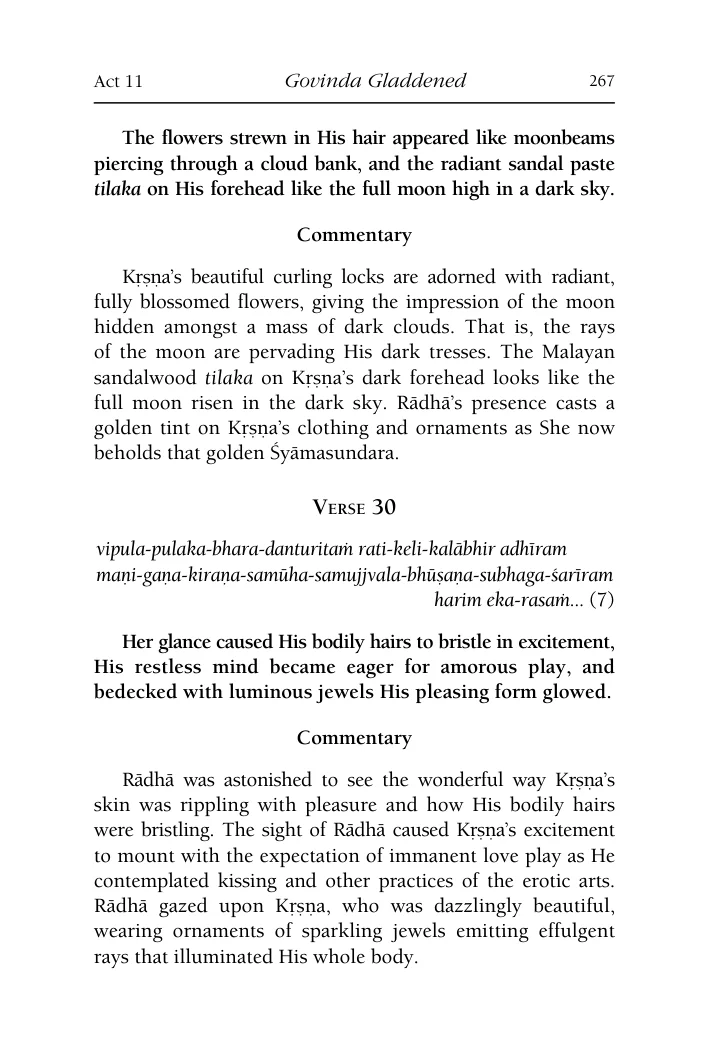 Act 11 Govinda Gladdened 267
The flowers strewn in His hair appeared like moonbeams
piercing through a cloud bank, and the radiant sandal paste
tilaka on His forehead like the full moon high in a dark sky.
Commentary
Kṛṣṇa’s beautiful curling locks are adorned with radiant,
fully blossomed flowers, giving the impression of the moon
hidden amongst a mass of dark clouds. That is, the rays
of the moon are pervading His dark tresses. The Malayan
sandalwood tilaka on Kṛṣṇa’s dark forehead looks like the
full moon risen in the dark sky. Rādhā’s presence casts a
golden tint on Kṛṣṇa’s clothing and ornaments as She now
beholds that golden Śyāmasundara.
Verse 30
vipula-pulaka-bhara-danturitaṁ rati-keli-kalābhir adhīram
maṇi-gaṇa-kiraṇa-samūha-samujjvala-bhūṣaṇa-subhaga-śarīram
harim eka-rasaṁ... (7)
Her glance caused His bodily hairs to bristle in excitement,
His restless mind became eager for amorous play, and
bedecked with luminous jewels His pleasing form glowed.
Commentary
Rādhā was astonished to see the wonderful way Kṛṣṇa’s
skin was rippling with pleasure and how His bodily hairs
were bristling. The sight of Rādhā caused Kṛṣṇa’s excitement
to mount with the expectation of immanent love play as He
contemplated kissing and other practices of the erotic arts.
Rādhā gazed upon Kṛṣṇa, who was dazzlingly beautiful,
wearing ornaments of sparkling jewels emitting effulgent
rays that illuminated His whole body.